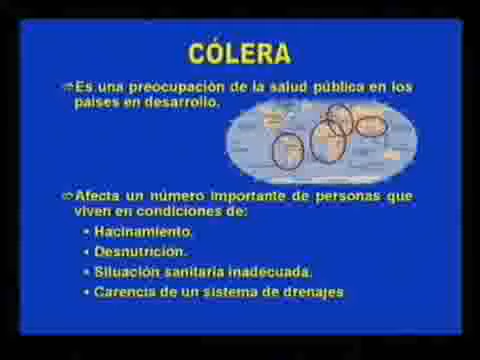 CÓLERA
⇨Es una preocupación de la salud pública en los
países en desarrollo.
⇨Afecta un número importante de personas que
viven en condiciones de:
• Hacinamiento.
• Desnutrición.
• Situación sanitaria inadecuada.
• Carencia de un sistema de drenajes